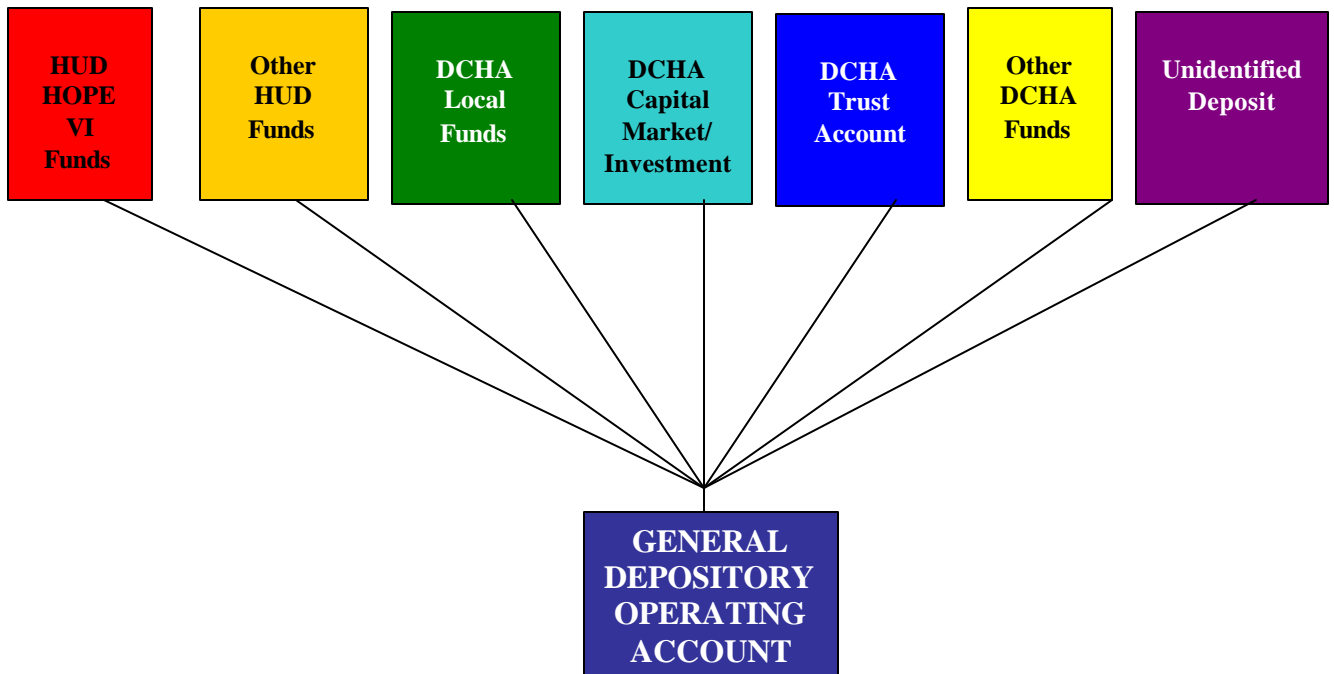 HUD
HOPE
VI
Funds
Other
HUD
Funds
DCHA
Local
Funds
DCHA
Capital
Market/
Investment
DCHA
Trust
Account
Other
DCHA
Funds
Unidentified
Deposit
GENERAL
DEPOSITORY
OPERATING
ACCOUNT